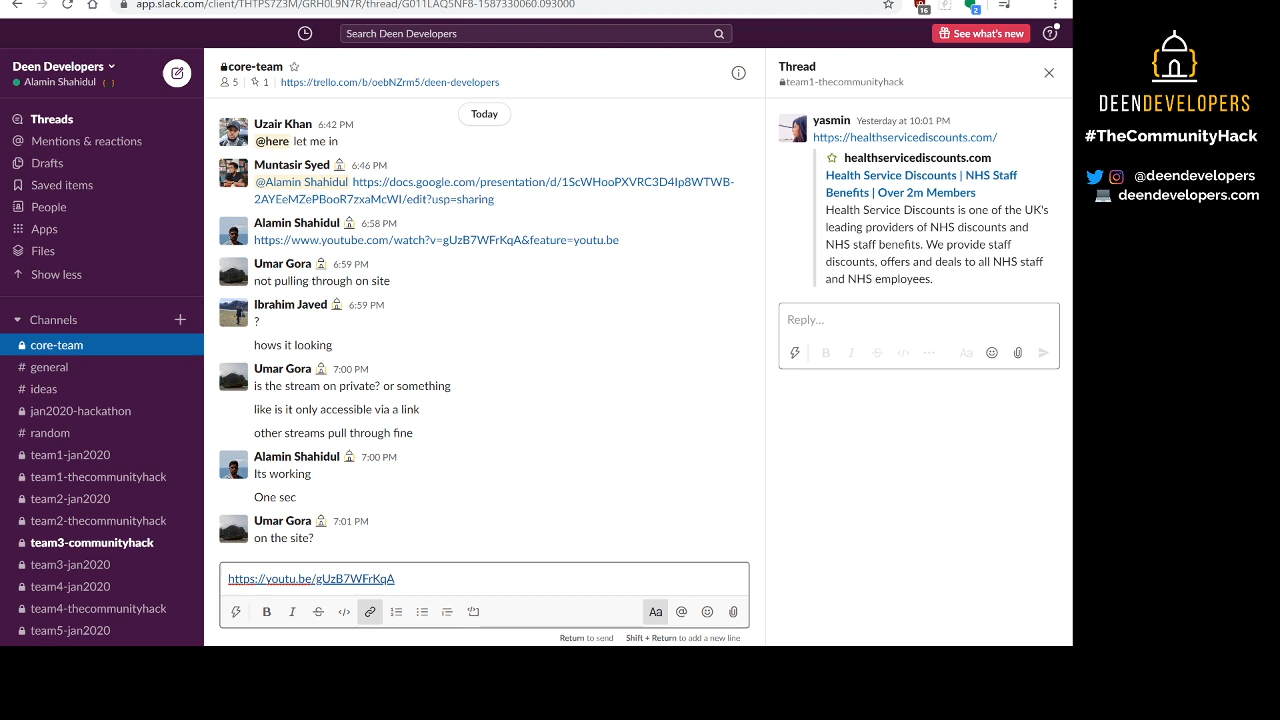 app.slack.com/client/THTPS7Z3M/GRH0L9N7R/thread/G011LAQ5NF8-1587330060.093000
16
2
Search Deen Developers
See what's new
Deen Developers
Alamin Shahidul
Threads
Mentions & reactions
Drafts
Saved items
People
Apps
Files
Show less
Channels
core-team
general
ideas
jan2020-hackathon
random
team1-jan2020
team1-thecommunityhack
team2-jan2020
team2-thecommunityhack
team3-communityhack
team3-jan2020
team4-jan2020
team4-thecommunityhack
team5-jan2020
core-team
5 1 https://trello.com/b/oebNZrm5/deen-developers
Today
Uzair Khan 6:42 PM
@here let me in
Muntasir Syed 6:46 PM
@Alamin Shahidul https://docs.google.com/presentation/d/1ScWHooPXVRC3D4Ip8WTWB-
2AYEeMZePBooR7zxaMcWI/edit?usp=sharing
Alamin Shahidul 6:58 PM
https://www.youtube.com/watch?v=gUzB7WFrKqA&feature=youtu.be
Umar Gora 6:59 PM
not pulling through on site
Ibrahim Javed 6:59 PM
?
hows it looking
Umar Gora 7:00 PM
is the stream on private? or something
like is it only accessible via a link
other streams pull through fine
Alamin Shahidul 7:00 PM
Its working
One sec
Umar Gora 7:01 PM
on the site?
https://youtu.be/gUzB7WFrKqA
B I S </> Aa @
Return to send Shift + Return to add a new line
Thread
team1-thecommunityhack
yasmin Yesterday at 10:01 PM
https://healthservicediscounts.com/
healthservicediscounts.com
Health Service Discounts | NHS Staff
Benefits | Over 2m Members
Health Service Discounts is one of the UK's
leading providers of NHS discounts and
NHS staff benefits. We provide staff
discounts, offers and deals to all NHS staff
and NHS employees.
Reply...
B I S </> ... Aa
DEENDEVELOPERS
#TheCommunityHack
@deendevelopers
deendevelopers.com